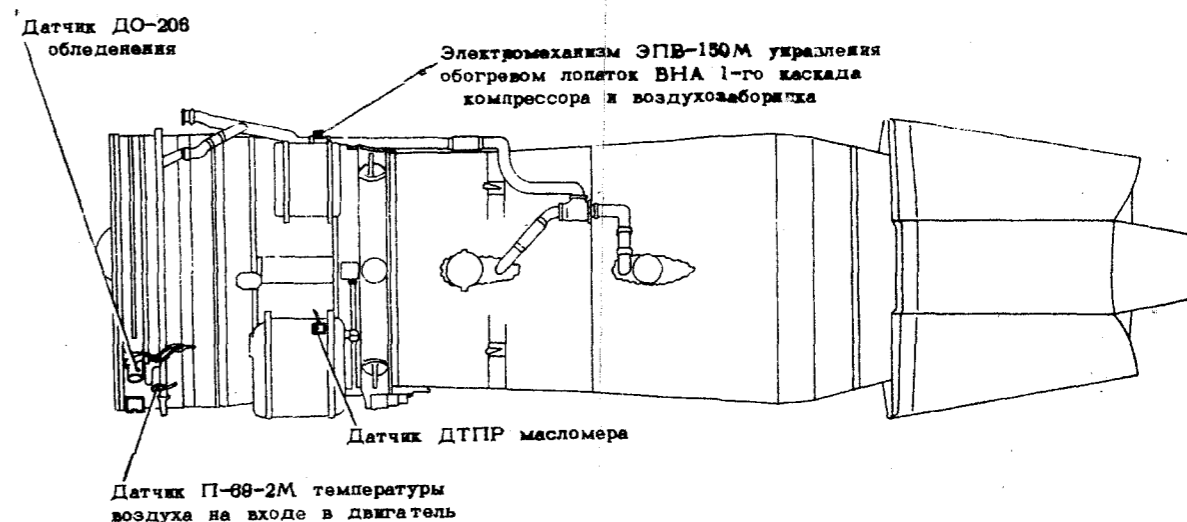 Датчик ДО-206
обледенения
Электромеханизм ЭПВ-150М управления
обогревом лопаток ВНА 1-го каскада
компрессора и воздухозаборника
Датчик ДТПР масломера
Датчик П-69-2М температуры
воздуха на входе в двигатель